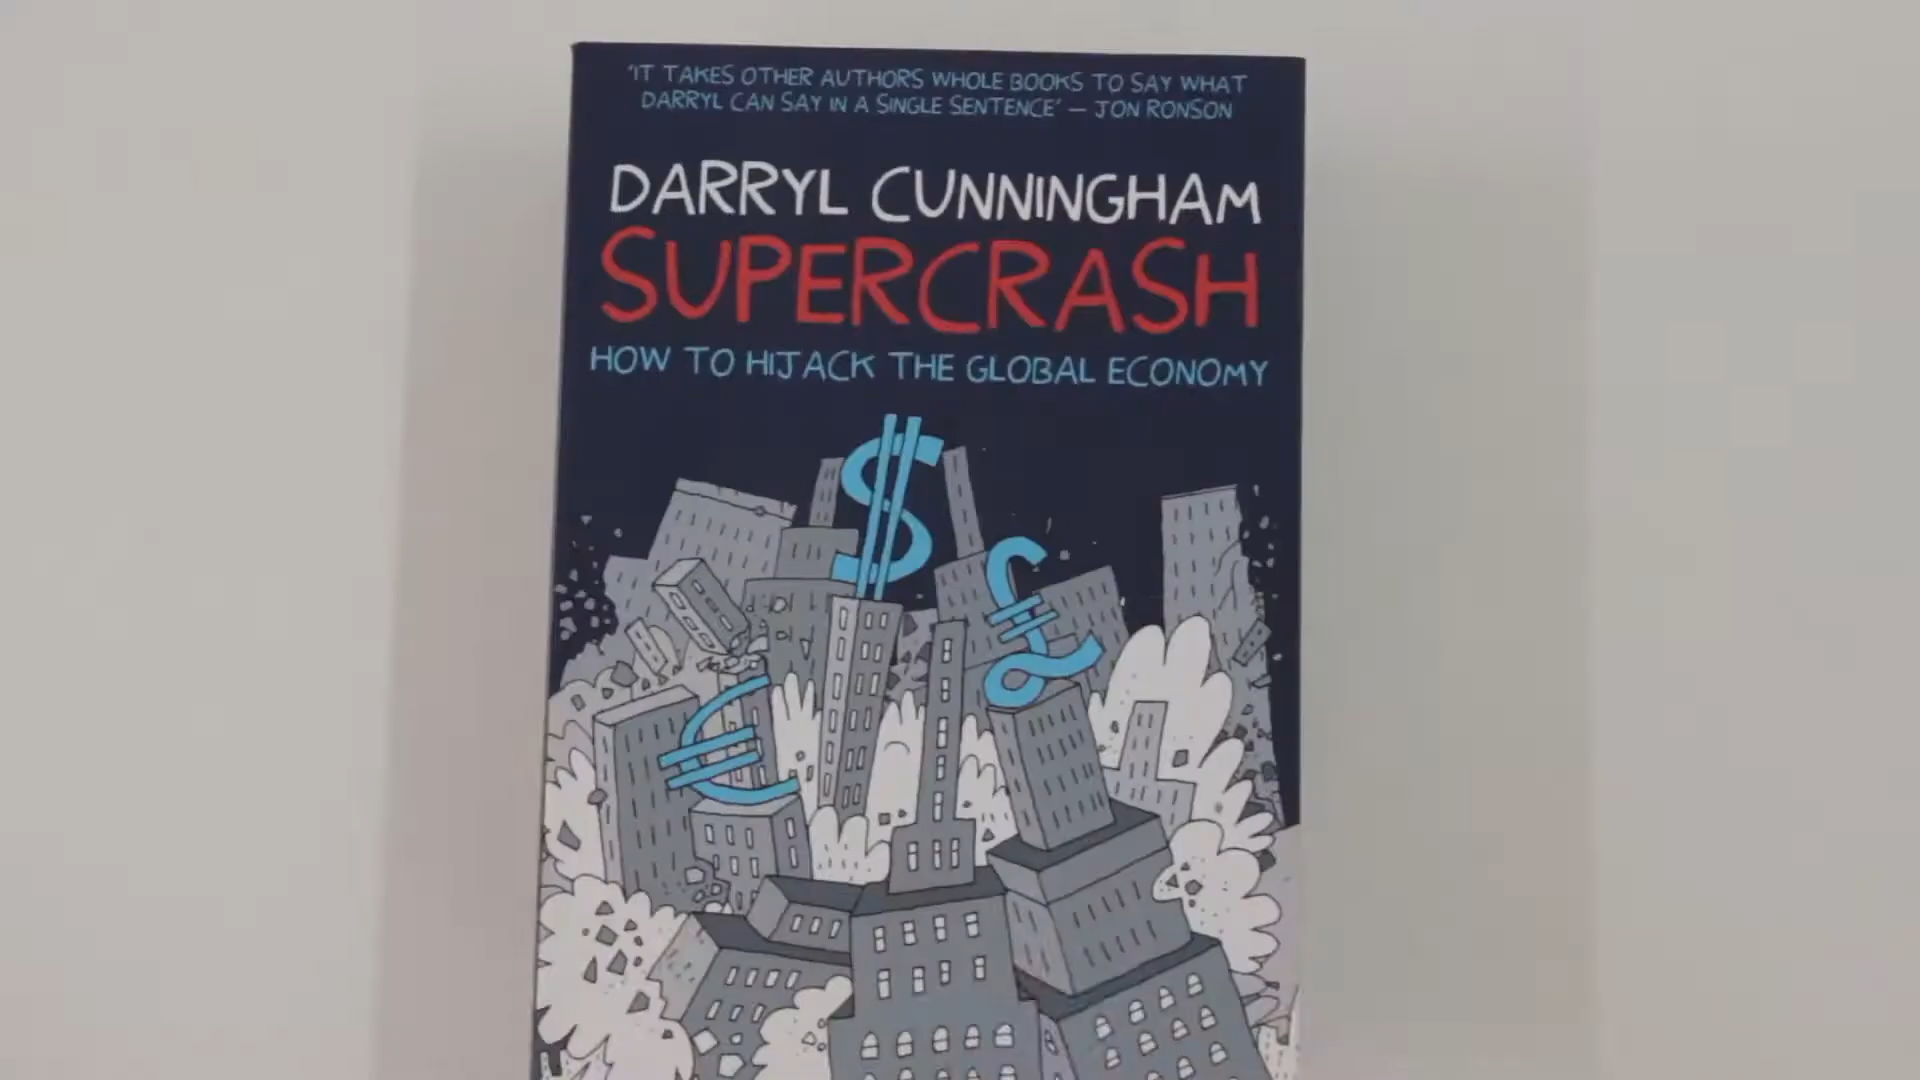 'IT TAKES OTHER AUTHORS WHOLE BOOKS TO SAY WHAT
DARRYL CAN SAY IN A SINGLE SENTENCE' – JON RONSON
DARRYL CUNNINGHAM
SUPERCRASH
HOW TO HIJACK THE GLOBAL ECONOMY
$
£
€